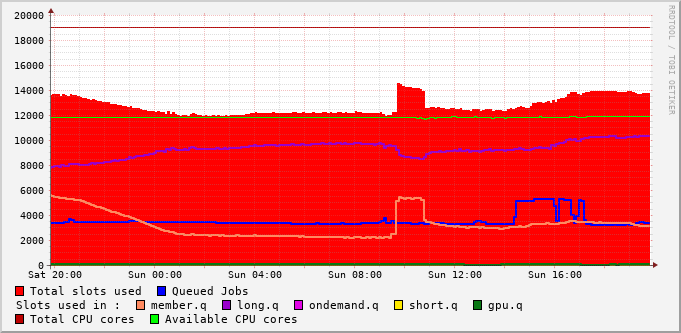 20000
18000
16000
14000
12000
10000
8000
6000
4000
2000
0
Sat 20:00 Sun 00:00 Sun 04:00 Sun 08:00 Sun 12:00 Sun 16:00
RRDTOOL / TOBI OETIKER
Total slots used Queued Jobs
Slots used in : member.q long.q ondemand.q short.q gpu.q
Total CPU cores Available CPU cores